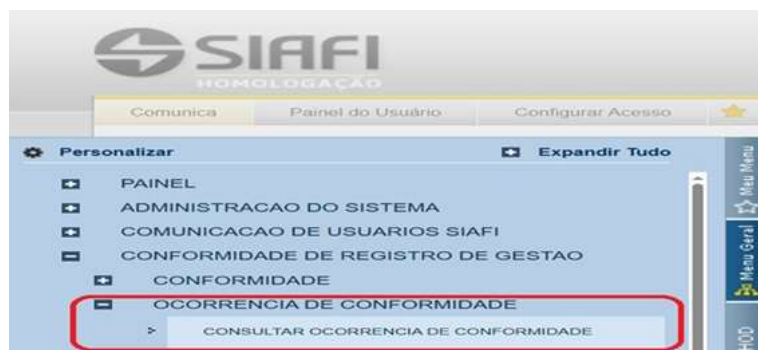 SIAFI
HOMOLOGAÇÃO
Comunica Painel do Usuário Configurar Acesso
Personalizar Expandir Tudo
PAINEL
ADMINISTRACAO DO SISTEMA
COMUNICACAO DE USUARIOS SIAFI
CONFORMIDADE DE REGISTRO DE GESTAO
CONFORMIDADE
OCORRENCIA DE CONFORMIDADE
CONSULTAR OCORRENCIA DE CONFORMIDADE
Meu Menu
Menu Geral
HOD